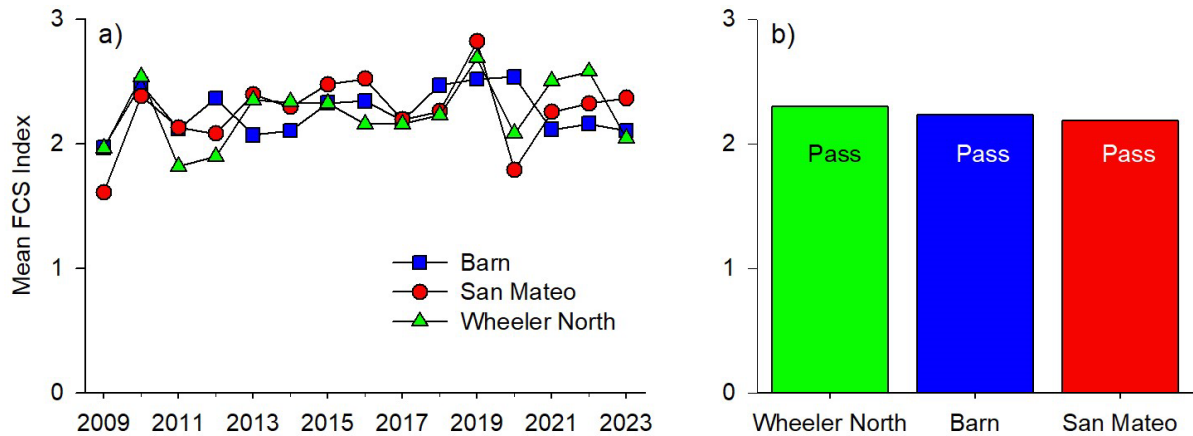 a)
Mean FCS Index
3
2
1
0
Barn
San Mateo
Wheeler North
2009 2011 2013 2015 2017 2019 2021 2023
b)
3
2
1
0
Pass Pass Pass
Wheeler North Barn San Mateo